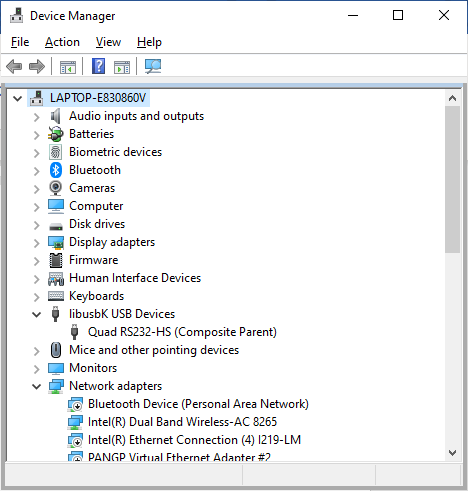 Device Manager
File Action View Help
LAPTOP-E830860V
Audio inputs and outputs
Batteries
Biometric devices
Bluetooth
Cameras
Computer
Disk drives
Display adapters
Firmware
Human Interface Devices
Keyboards
libusbK USB Devices
Quad RS232-HS (Composite Parent)
Mice and other pointing devices
Monitors
Network adapters
Bluetooth Device (Personal Area Network)
Intel(R) Dual Band Wireless-AC 8265
Intel(R) Ethernet Connection (4) I219-LM
PANGP Virtual Ethernet Adapter #2